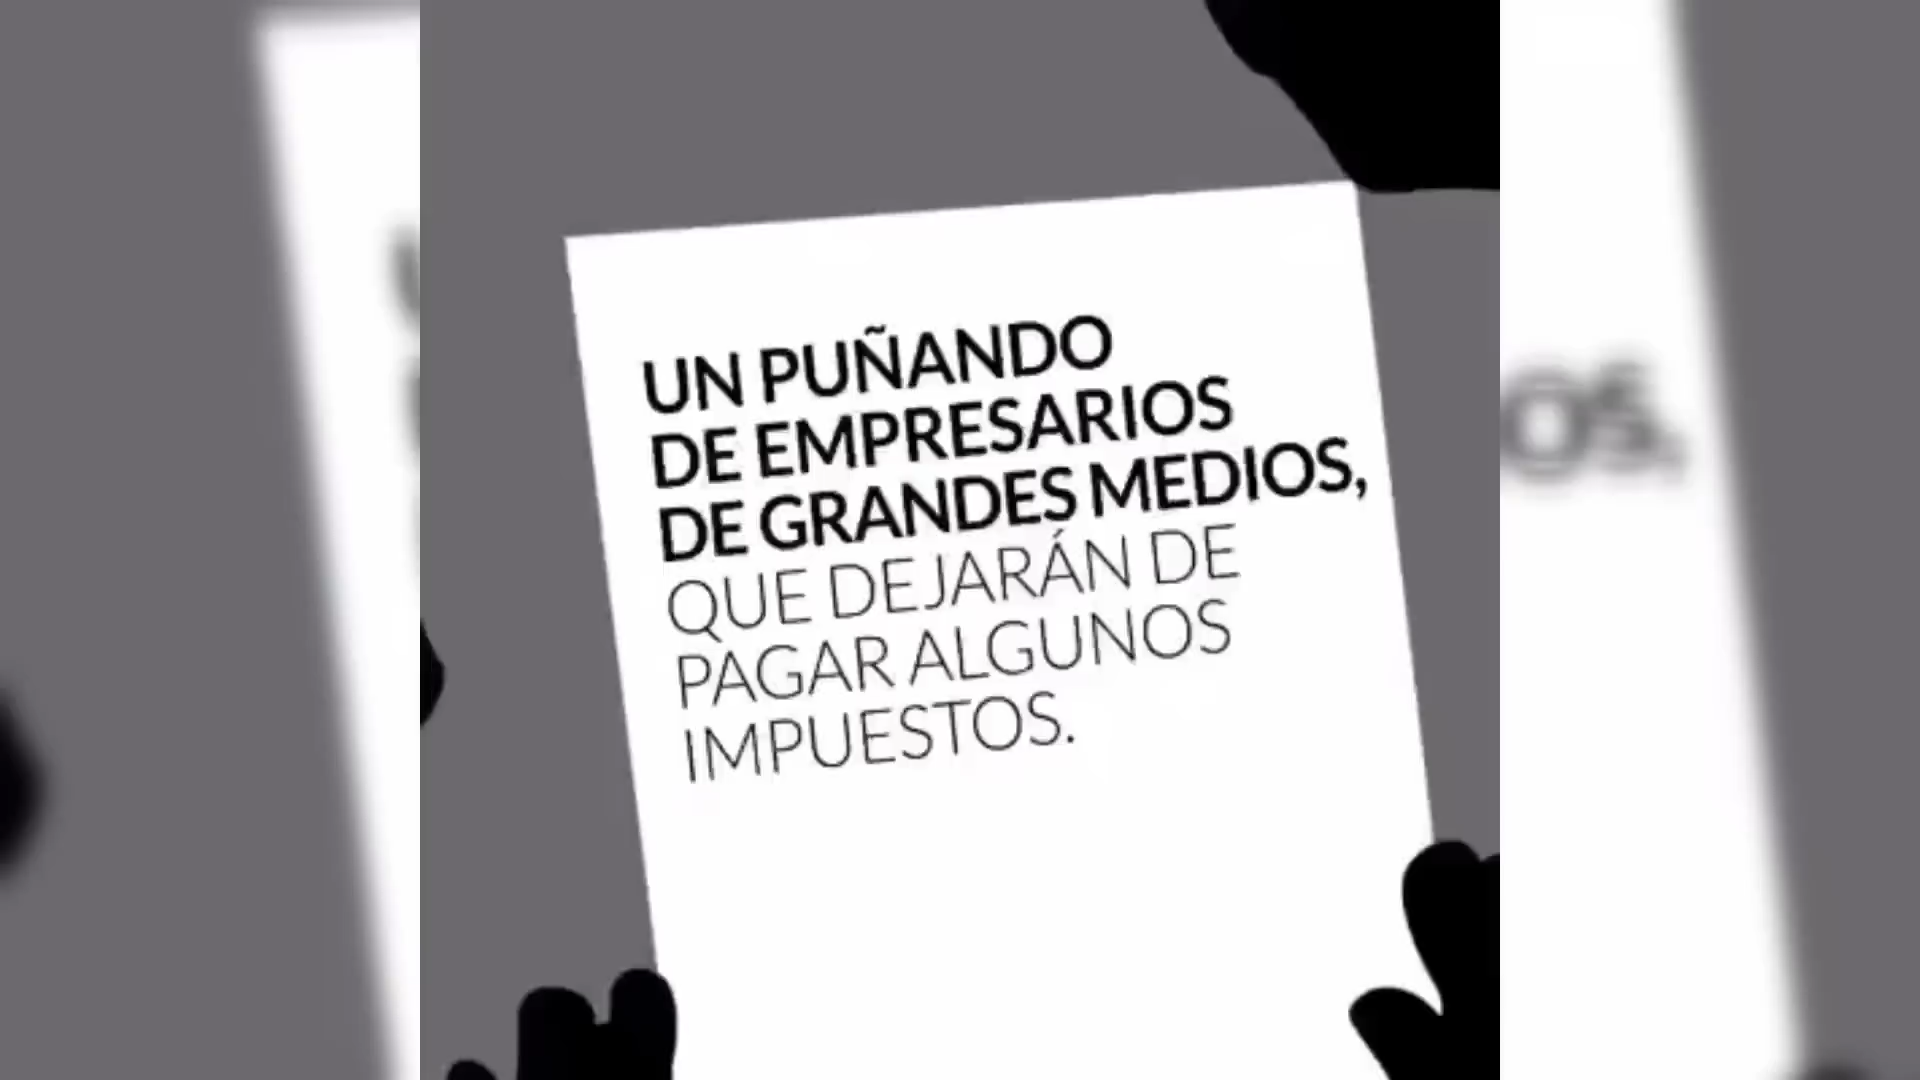 UN PUÑANDO
DE EMPRESARIOS
DE GRANDES MEDIOS,
QUE DEJARÁN DE
PAGAR ALGUNOS
IMPUESTOS.